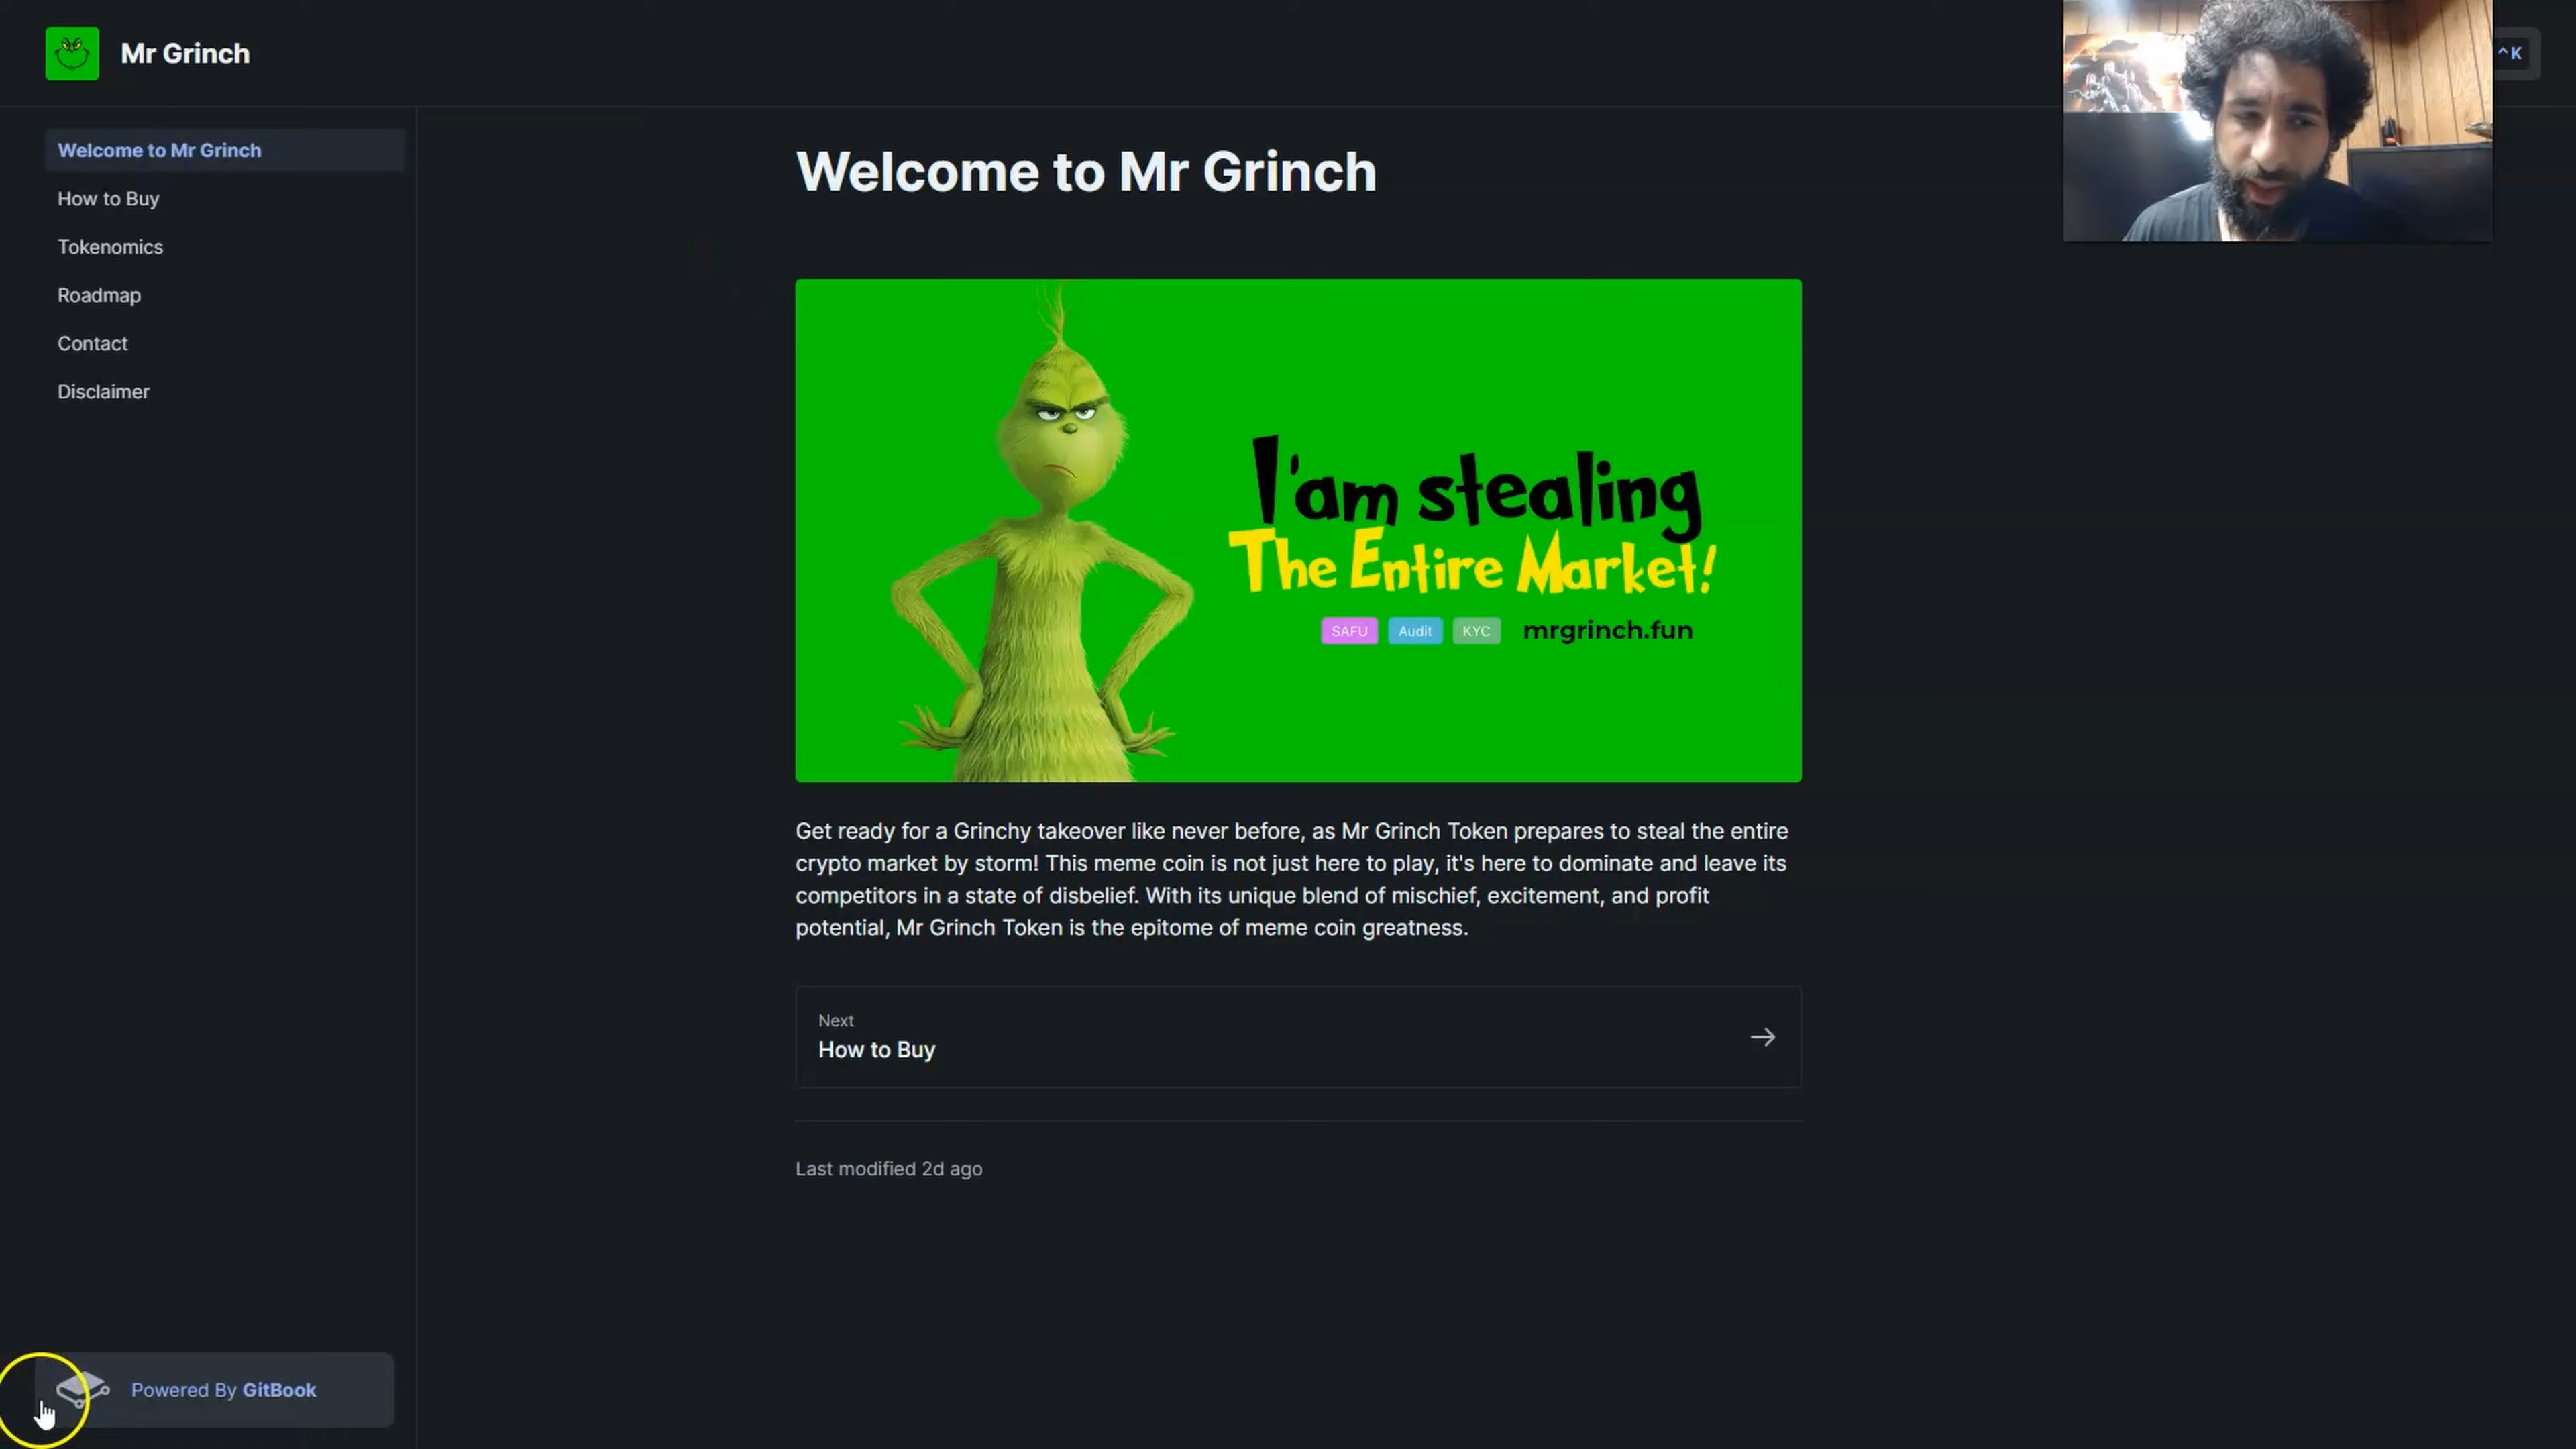 Mr Grinch
^ K
Welcome to Mr Grinch
How to Buy
Tokenomics
Roadmap
Contact
Disclaimer
Welcome to Mr Grinch
I'am stealing
The Entire Market!
SAFU Audit KYC mrgrinch.fun
Get ready for a Grinchy takeover like never before, as Mr Grinch Token prepares to steal the entire
crypto market by storm! This meme coin is not just here to play, it's here to dominate and leave its
competitors in a state of disbelief. With its unique blend of mischief, excitement, and profit
potential, Mr Grinch Token is the epitome of meme coin greatness.
Next
How to Buy
Last modified 2d ago
Powered By GitBook